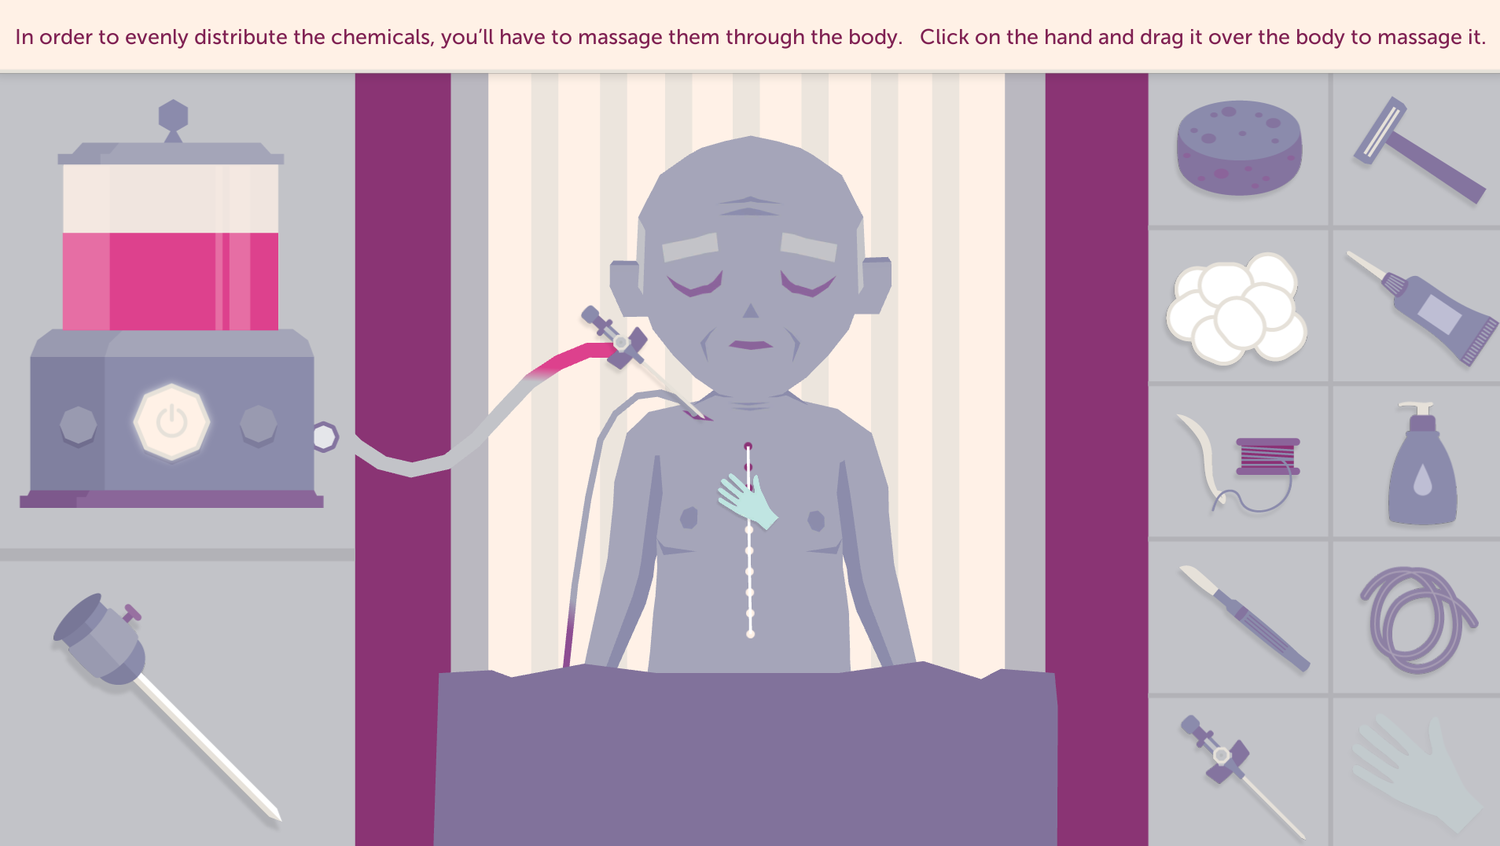 In order to evenly distribute the chemicals, you’ll have to massage them through the body. Click on the hand and drag it over the body to massage it.